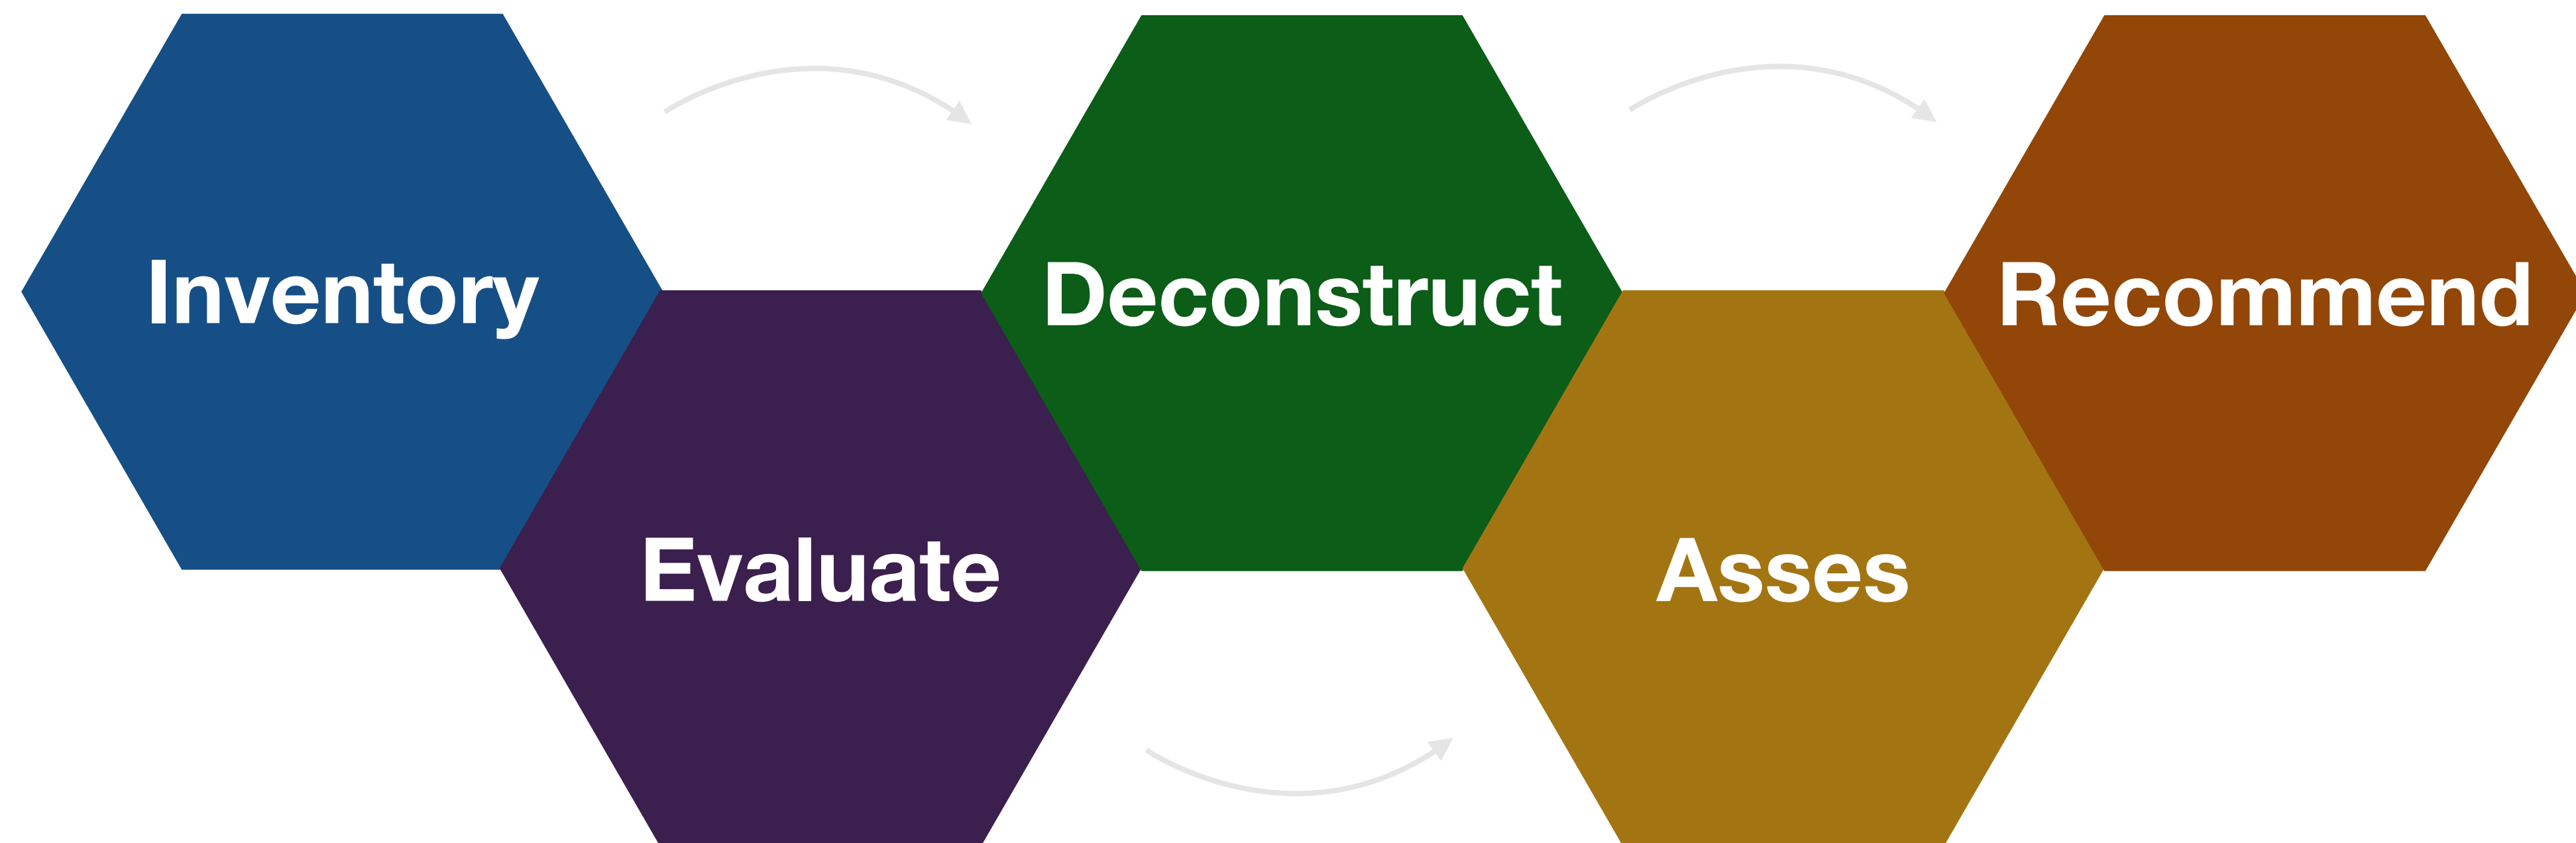 Inventory
Evaluate
Deconstruct
Asses
Recommend